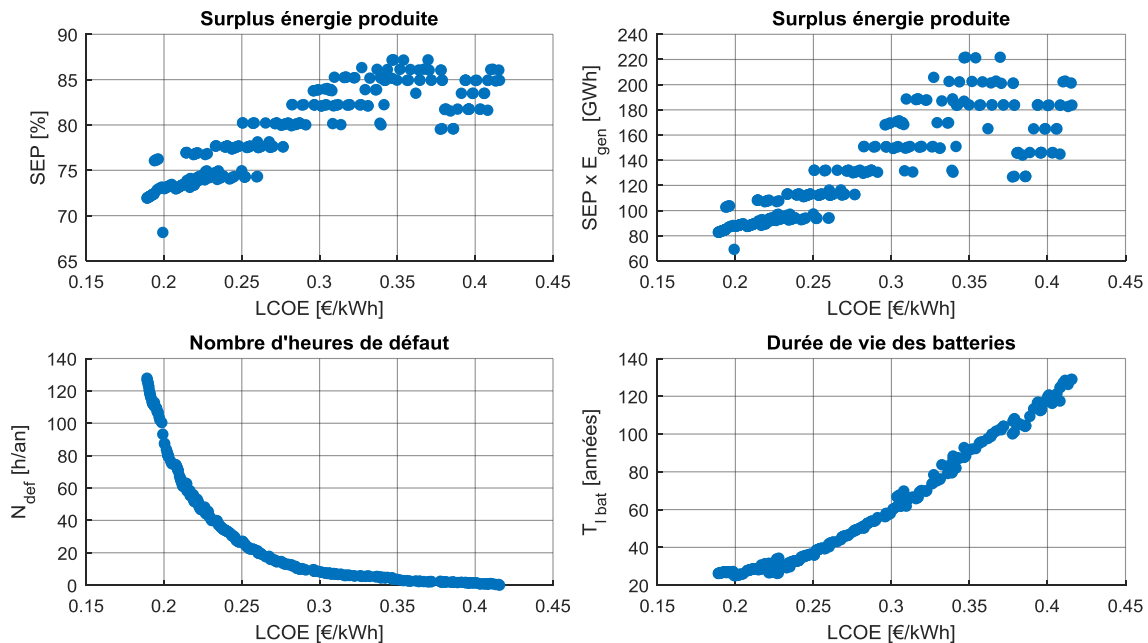 Surplus énergie produite
90
85
80
75
70
65
SEP [%]
0.15 0.2 0.25 0.3 0.35 0.4 0.45
LCOE [€/kWh]
Surplus énergie produite
240
220
200
180
160
140
120
100
80
60
SEP x E_gen [GWh]
0.15 0.2 0.25 0.3 0.35 0.4 0.45
LCOE [€/kWh]
Nombre d'heures de défaut
140
120
100
80
60
40
20
0
N_def [h/an]
0.15 0.2 0.25 0.3 0.35 0.4 0.45
LCOE [€/kWh]
Durée de vie des batteries
140
120
100
80
60
40
20
T_l bat [années]
0.15 0.2 0.25 0.3 0.35 0.4 0.45
LCOE [€/kWh]